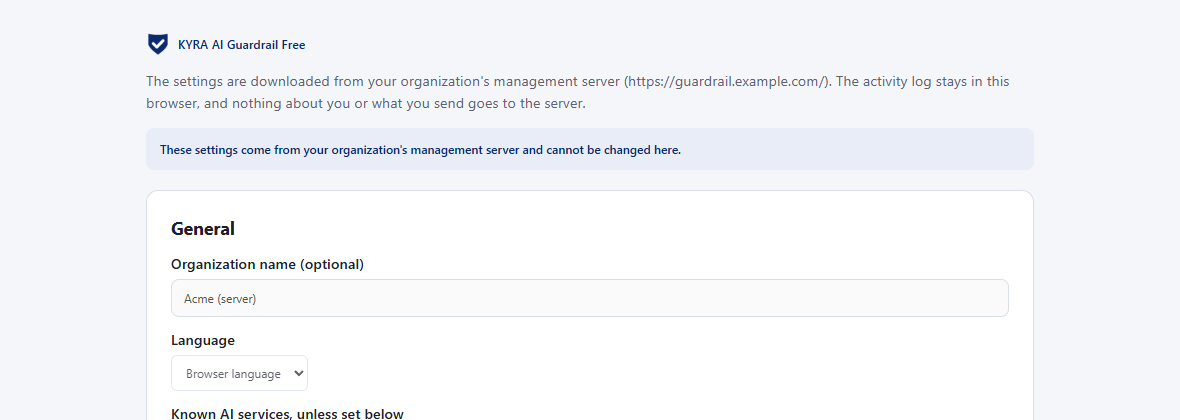 KYRA AI Guardrail Free
The settings are downloaded from your organization's management server (https://guardrail.example.com/). The activity log stays in this
browser, and nothing about you or what you send goes to the server.
These settings come from your organization's management server and cannot be changed here.
General
Organization name (optional)
Acme (server)
Language
Browser language
Known AI services, unless set below